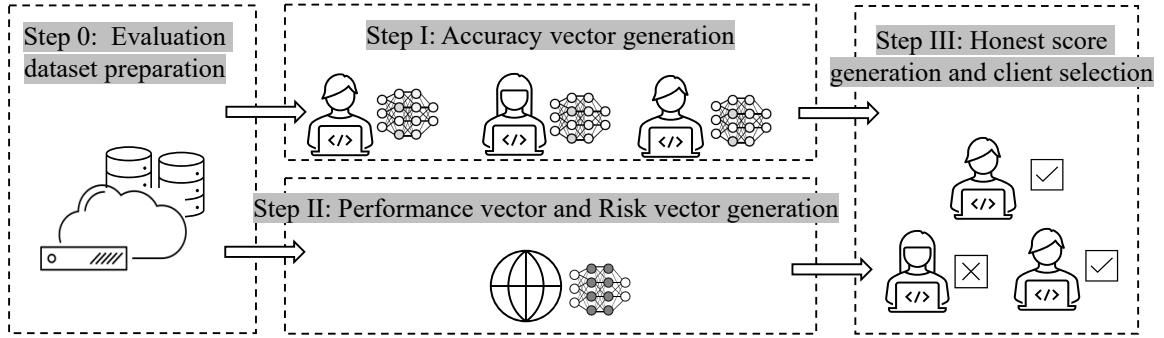 Step 0: Evaluation
dataset preparation
Step I: Accuracy vector generation
</>
</>
</>
Step II: Performance vector and Risk vector generation
Step III: Honest score
generation and client selection
</>
</>
</>